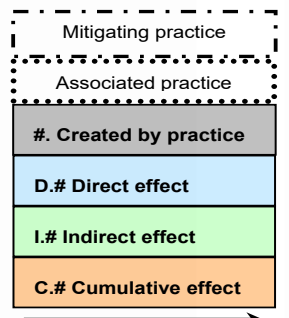 Mitigating practice
Associated practice
#. Created by practice
D.# Direct effect
I.# Indirect effect
C.# Cumulative effect